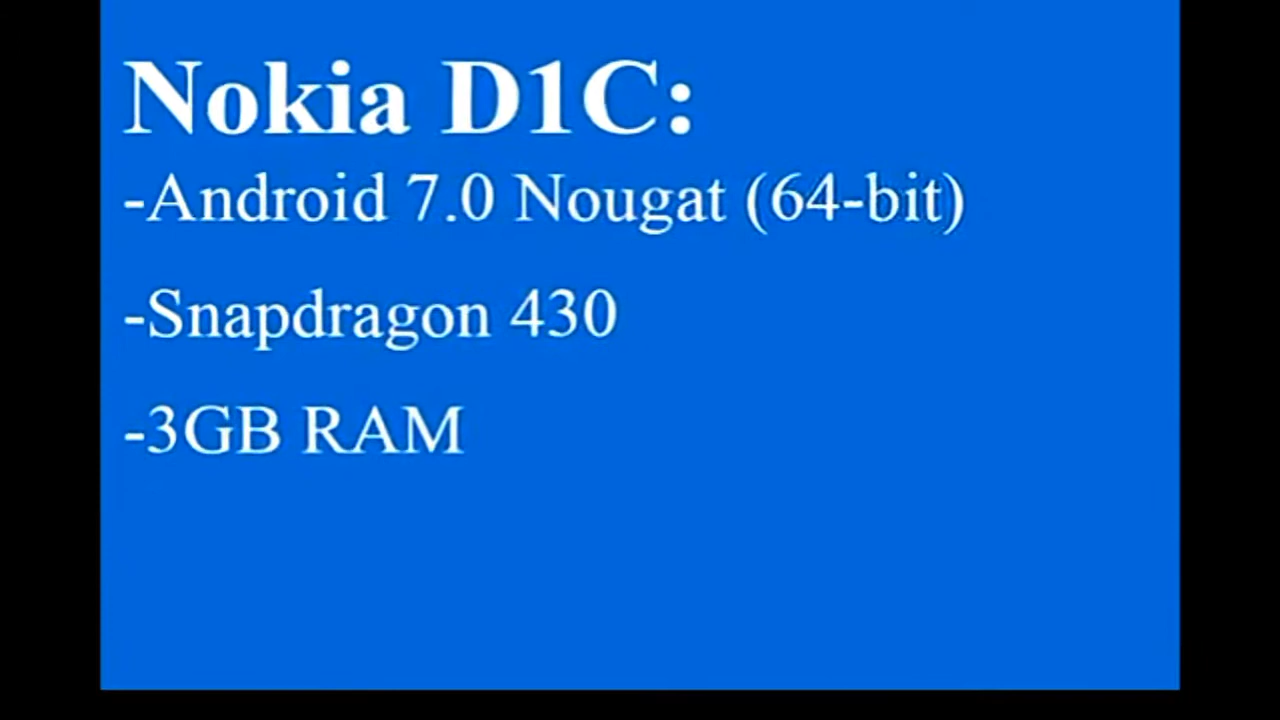 Nokia D1C:
-Android 7.0 Nougat (64-bit)
-Snapdragon 430
-3GB RAM